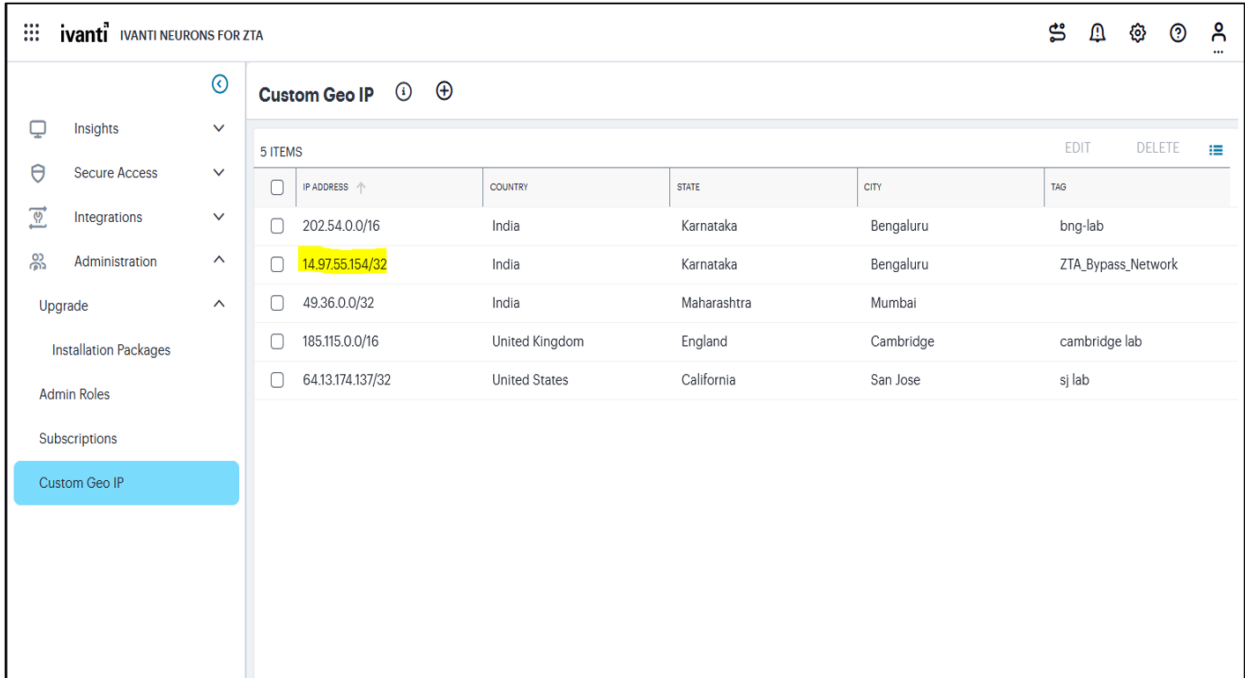 ivanti IVANTI NEURONS FOR ZTA
Insights
Secure Access
Integrations
Administration
Upgrade
Installation Packages
Admin Roles
Subscriptions
Custom Geo IP
Custom Geo IP
5 ITEMS EDIT DELETE
IP ADDRESS COUNTRY STATE CITY TAG
202.54.0.0/16 India Karnataka Bengaluru bng-lab
14.97.55.154/32 India Karnataka Bengaluru ZTA_Bypass_Network
49.36.0.0/32 India Maharashtra Mumbai
185.115.0.0/16 United Kingdom England Cambridge cambridge lab
64.13.174.137/32 United States California San Jose sj lab